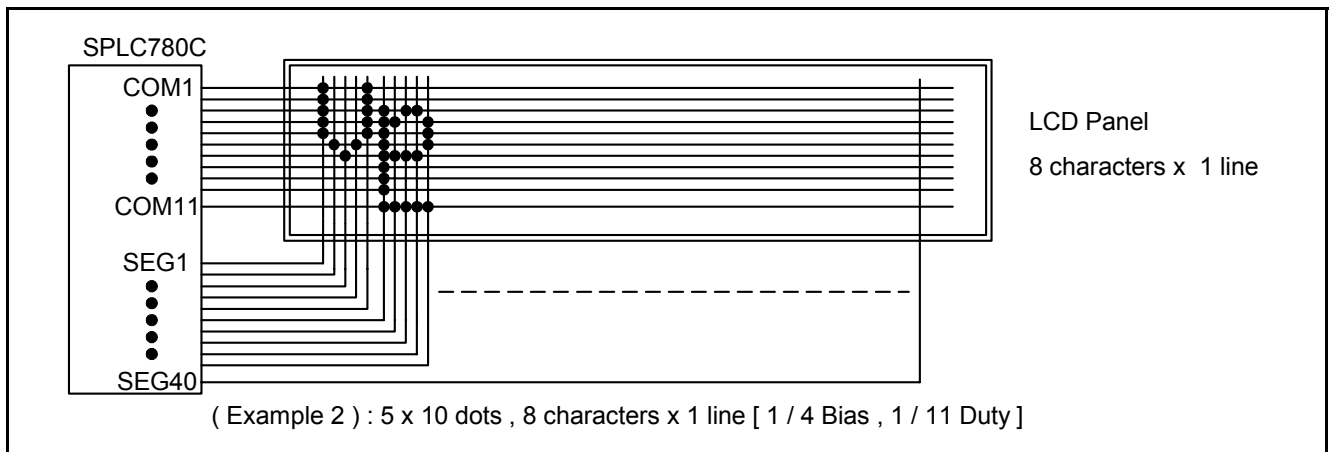 SPLC780C
COM1
COM11
SEG1
SEG40
LCD Panel
8 characters x 1 line
( Example 2 ) : 5 x 10 dots , 8 characters x 1 line [ 1 / 4 Bias , 1 / 11 Duty ]